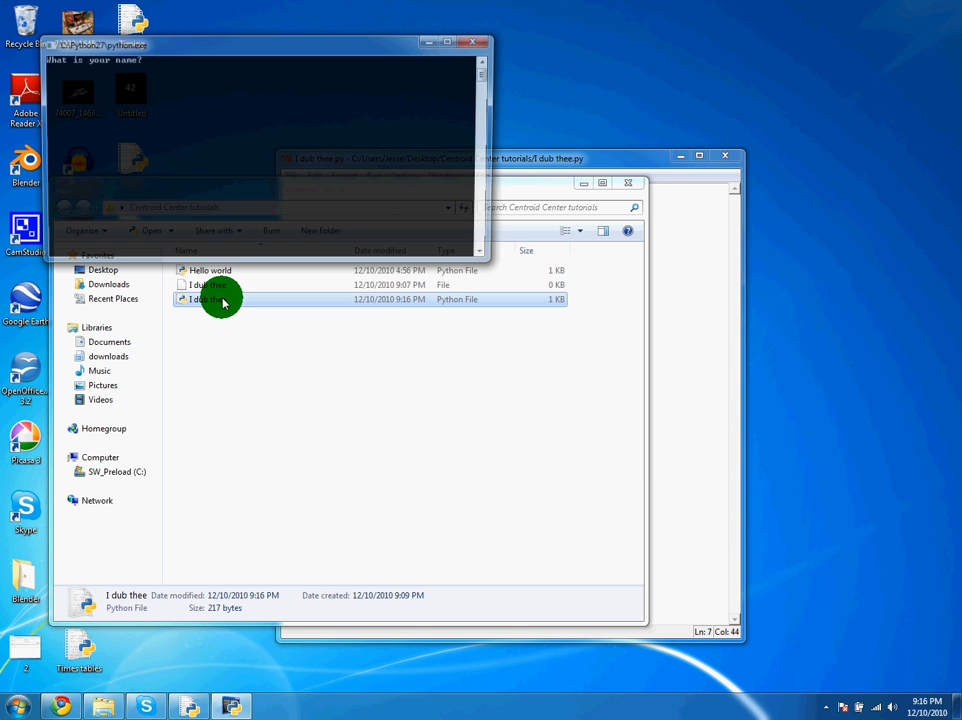 Recycle Bin
C:\Python27\python.exe
What is your name?
42
Adobe Reader X
74007_1463...
Untitled
Blender
I dub thee.py - C:/Users/Jesse/Desktop/Centroid Center tutorials/I dub thee.py
Centroid Center tutorials
Search Centroid Center tutorials
Organize
Open
Share with
Burn
New folder
CamStudio
Favorites
Name
Date modified
Type
Size
Desktop
Hello world
12/10/2010 4:56 PM
Python File
1 KB
Downloads
I dub thee
12/10/2010 9:07 PM
File
0 KB
Recent Places
I dub thee
12/10/2010 9:16 PM
Python File
1 KB
Google Earth
Libraries
Documents
downloads
Music
Pictures
Videos
OpenOffice... 3.2
Homegroup
Computer
SW_Preload (C:)
Picasa 3
Network
Skype
Blender
I dub thee
Date modified: 12/10/2010 9:16 PM
Date created: 12/10/2010 9:09 PM
Python File
Size: 217 bytes
Ln: 7 Col: 44
2
Times tables
9:16 PM
12/10/2010